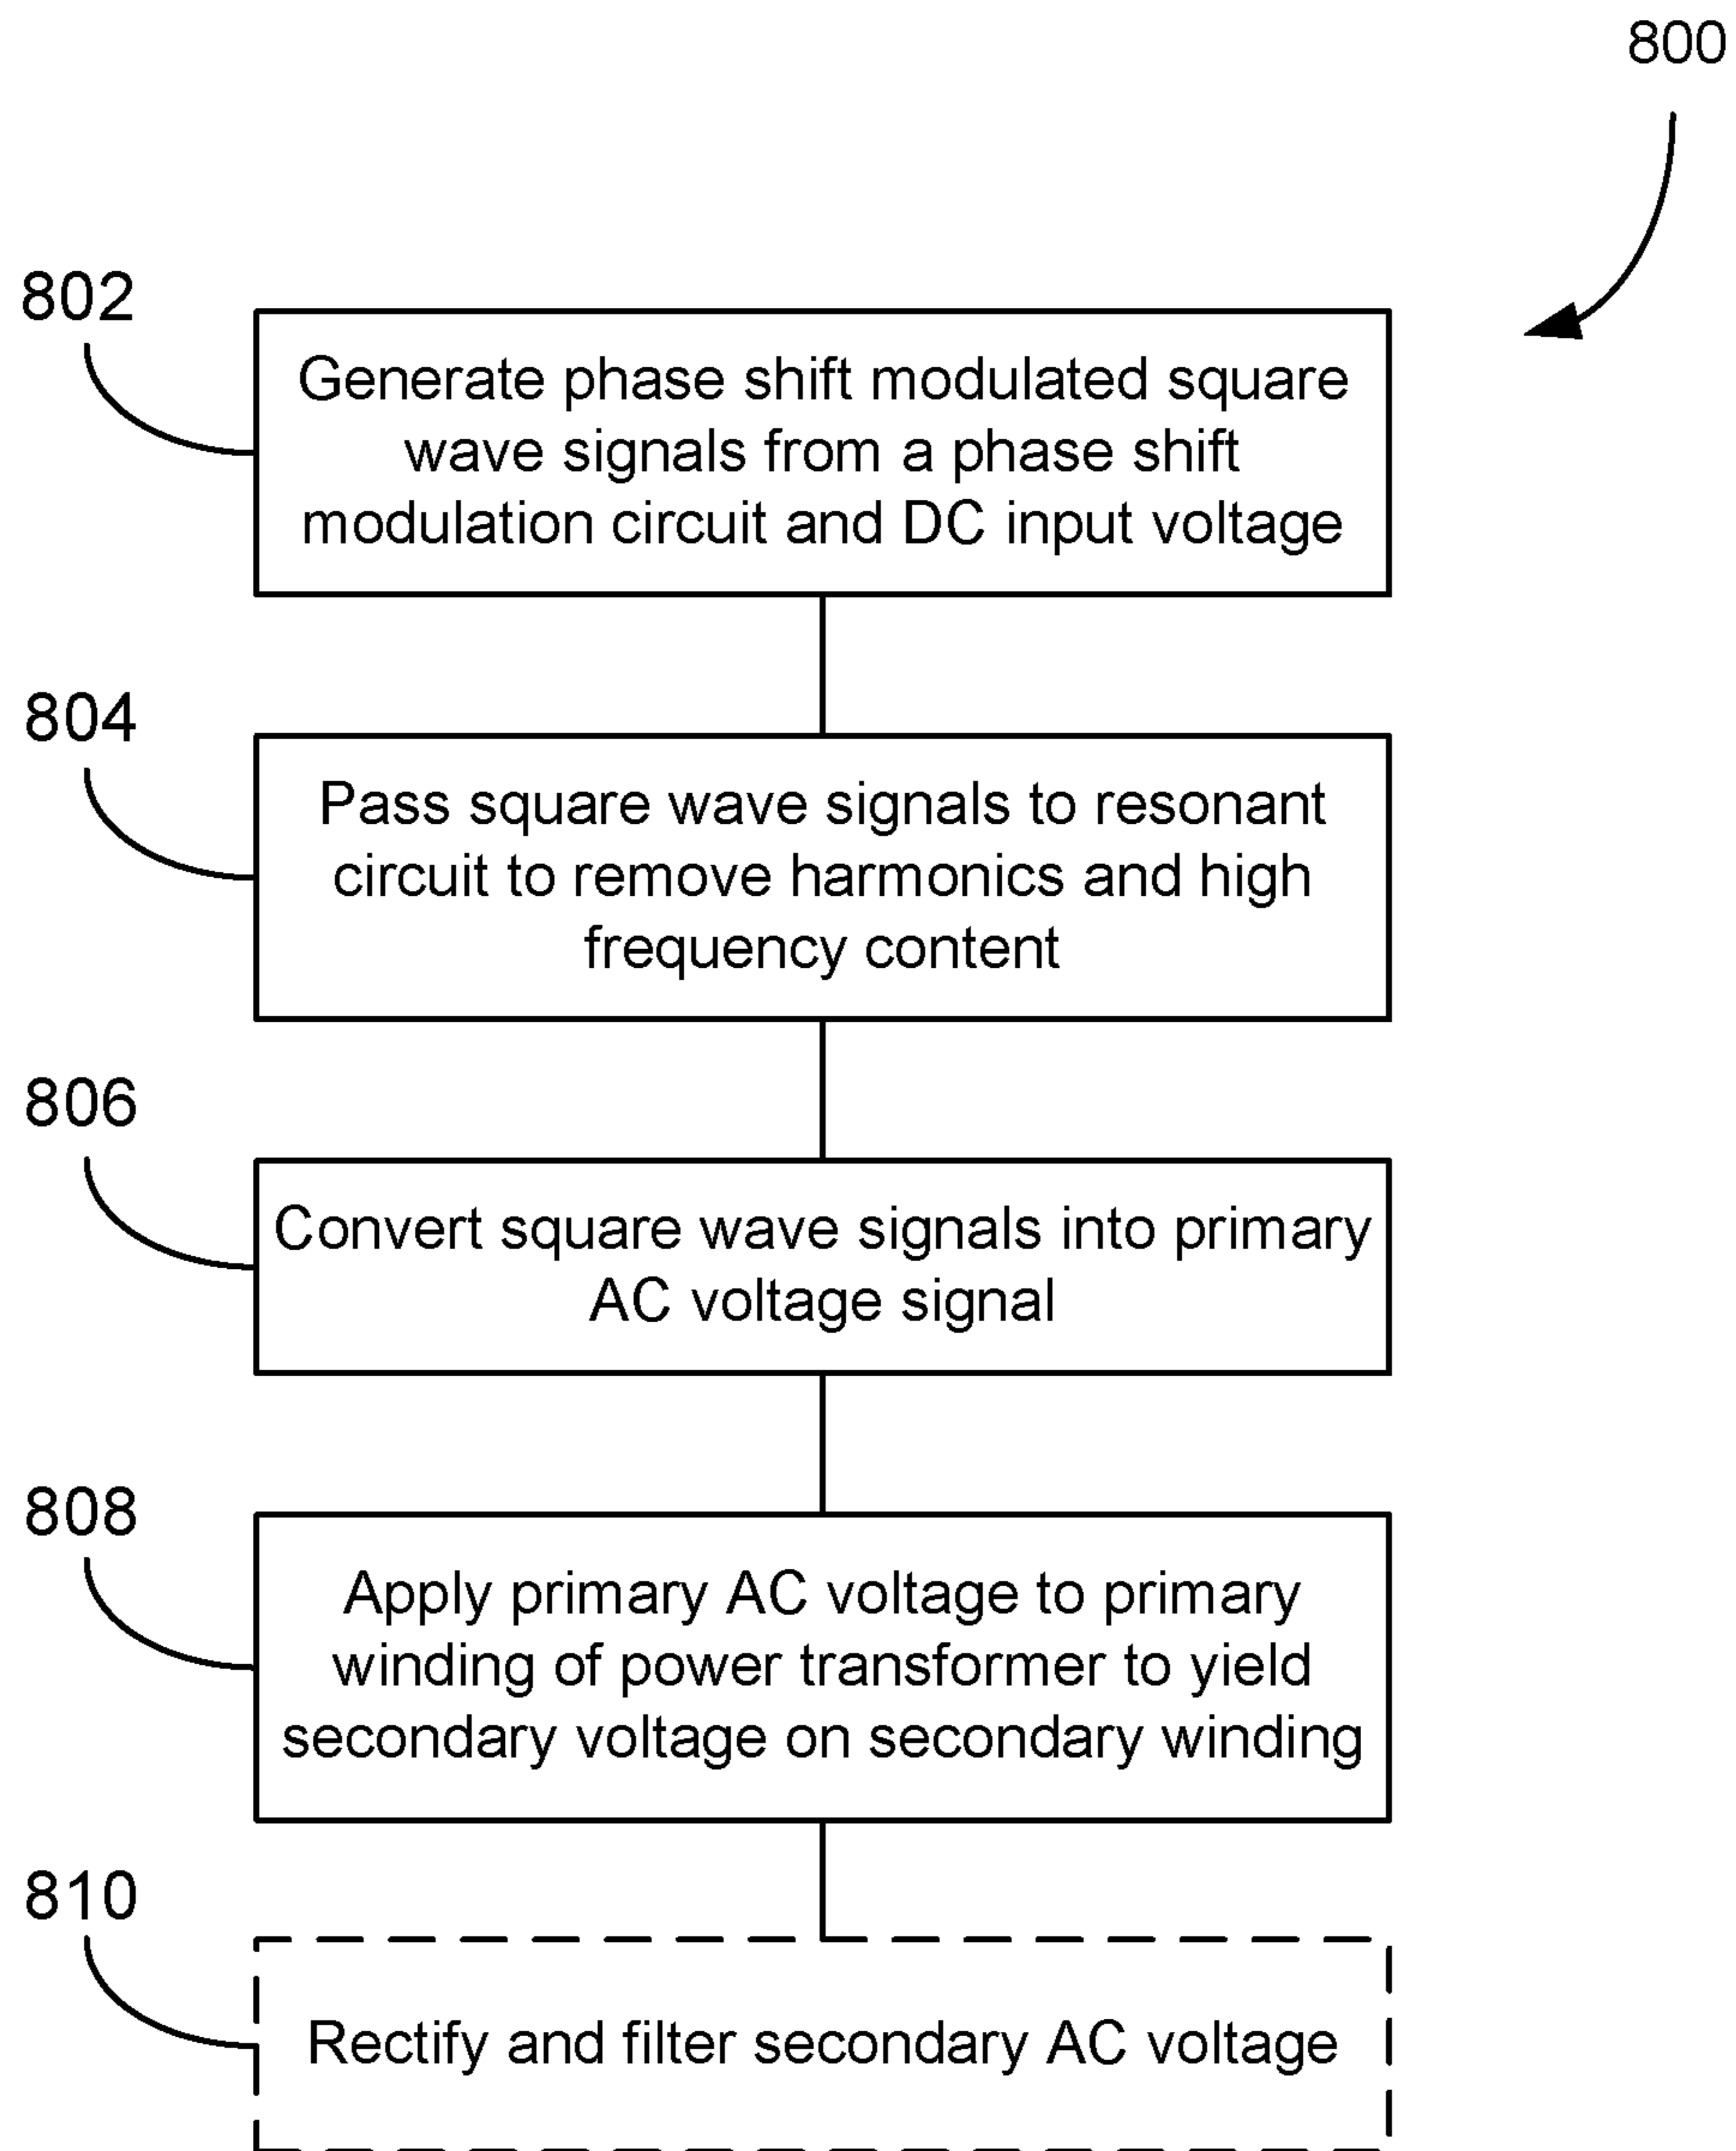 800
802
Generate phase shift modulated square
wave signals from a phase shift
modulation circuit and DC input voltage
804
Pass square wave signals to resonant
circuit to remove harmonics and high
frequency content
806
Convert square wave signals into primary
AC voltage signal
808
Apply primary AC voltage to primary
winding of power transformer to yield
secondary voltage on secondary winding
810
Rectify and filter secondary AC voltage